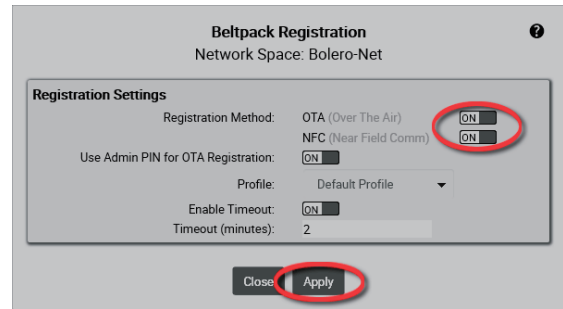 Beltpack Registration
Network Space: Bolero-Net
Registration Settings
Registration Method: OTA (Over The Air) ON
NFC (Near Field Comm) ON
Use Admin PIN for OTA Registration: ON
Profile: Default Profile
Enable Timeout: ON
Timeout (minutes): 2
Close Apply